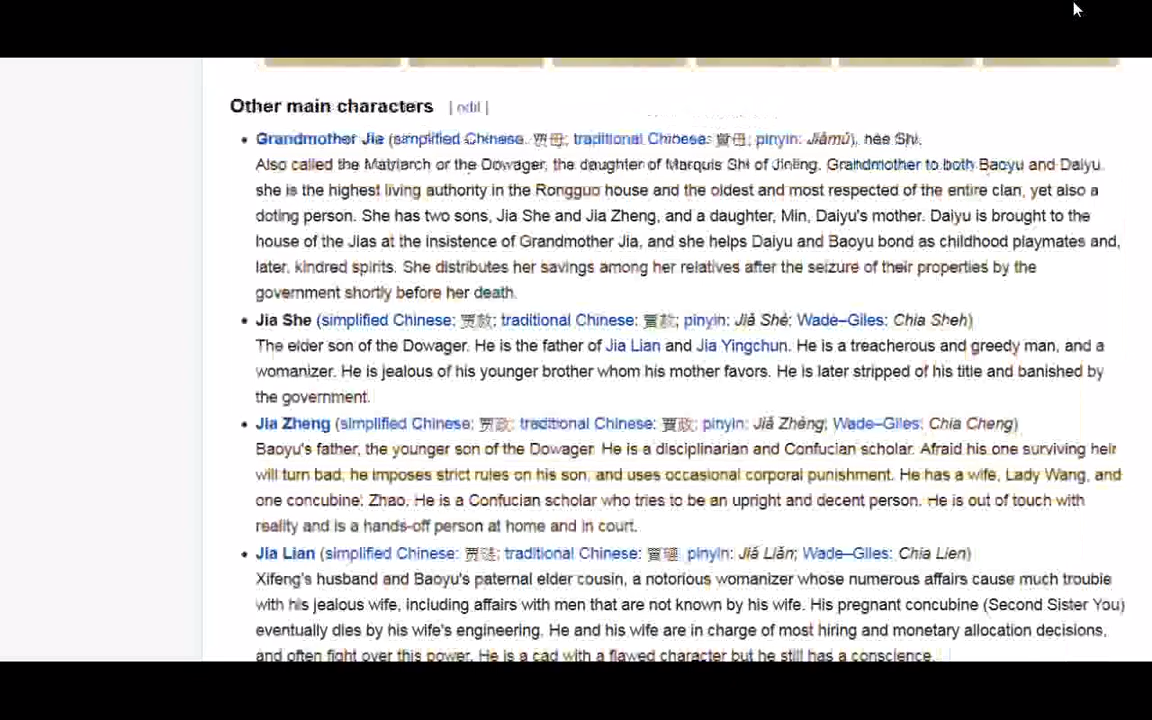 Other main characters [ edit ]
• Grandmother Jia (simplified Chinese: 贾母; traditional Chinese: 賈母; pinyin: Jiǎmǔ), née Shi.
Also called the Matriarch or the Dowager, the daughter of Marquis Shi of Jinling. Grandmother to both Baoyu and Daiyu,
she is the highest living authority in the Rongguo house and the oldest and most respected of the entire clan, yet also a
doting person. She has two sons, Jia She and Jia Zheng, and a daughter, Min, Daiyu's mother. Daiyu is brought to the
house of the Jias at the insistence of Grandmother Jia, and she helps Daiyu and Baoyu bond as childhood playmates and,
later, kindred spirits. She distributes her savings among her relatives after the seizure of their properties by the
government shortly before her death.
• Jia She (simplified Chinese: 贾赦; traditional Chinese: 賈赦; pinyin: Jiǎ Shè; Wade–Giles: Chia Sheh)
The elder son of the Dowager. He is the father of Jia Lian and Jia Yingchun. He is a treacherous and greedy man, and a
womanizer. He is jealous of his younger brother whom his mother favors. He is later stripped of his title and banished by
the government.
• Jia Zheng (simplified Chinese: 贾政; traditional Chinese: 賈政; pinyin: Jiǎ Zhèng; Wade–Giles: Chia Cheng)
Baoyu's father, the younger son of the Dowager. He is a disciplinarian and Confucian scholar. Afraid his one surviving heir
will turn bad, he imposes strict rules on his son, and uses occasional corporal punishment. He has a wife, Lady Wang, and
one concubine: Zhao. He is a Confucian scholar who tries to be an upright and decent person. He is out of touch with
reality and is a hands-off person at home and in court.
• Jia Lian (simplified Chinese: 贾琏; traditional Chinese: 賈璉; pinyin: Jiǎ Liǎn; Wade–Giles: Chia Lien)
Xifeng's husband and Baoyu's paternal elder cousin, a notorious womanizer whose numerous affairs cause much trouble
with his jealous wife, including affairs with men that are not known by his wife. His pregnant concubine (Second Sister You)
eventually dies by his wife's engineering. He and his wife are in charge of most hiring and monetary allocation decisions,
and often fight over this power. He is a cad with a flawed character but he still has a conscience.